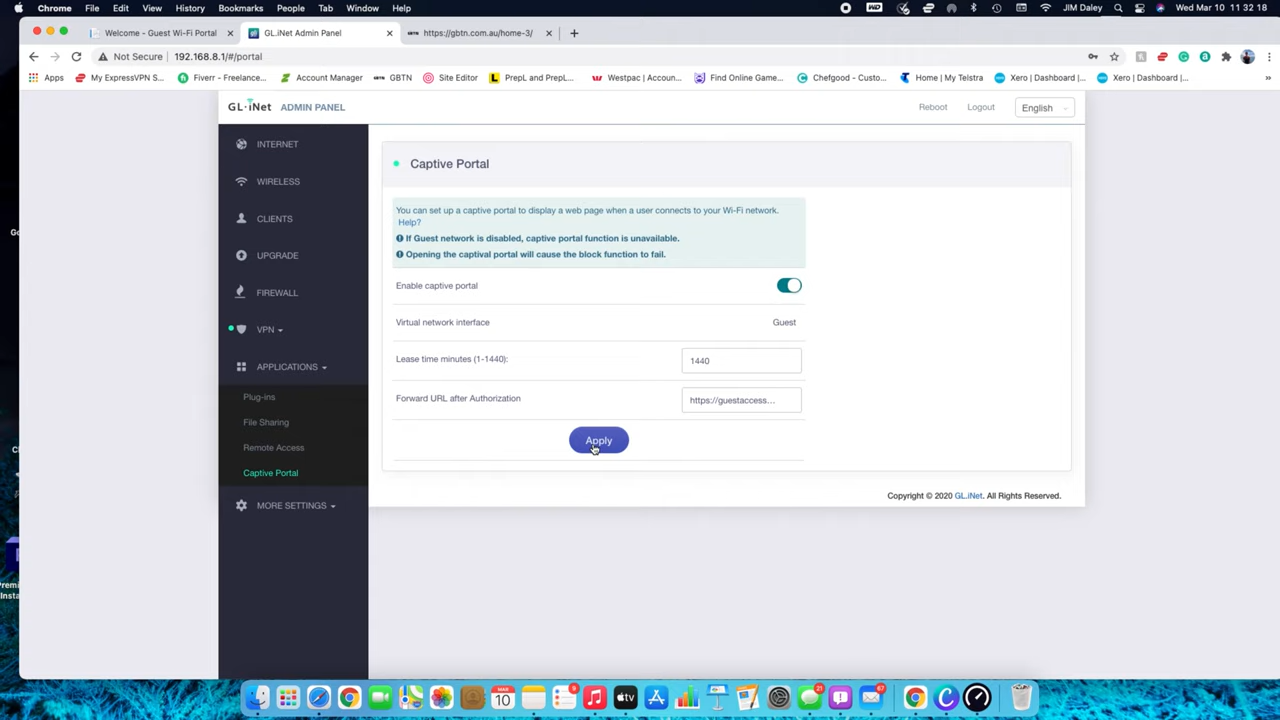 Chrome File Edit View History Bookmarks People Tab Window Help Wed Mar 10 11 32 18 Jim Daley
Welcome - Guest Wi-Fi Portal GL.iNet Admin Panel https://gbtn.com.au/home-3/
Not Secure 192.168.8.1/#/portal
Apps My ExpressVPN D... Fiverr - Freelance... Account Manager GBTN Site Editor PrepL and PrepL... Westpac | Accoun... Find Online Game... Chefgood - Custo... Home | My Telstra Xero | Dashboard |... Xero | Dashboard |... »
GL·iNet ADMIN PANEL Reboot Logout English
INTERNET
WIRELESS
CLIENTS
UPGRADE
FIREWALL
VPN
APPLICATIONS
Plug-ins
File Sharing
Remote Access
Captive Portal
MORE SETTINGS
Captive Portal
You can set up a captive portal to display a web page when a user connects to your Wi-Fi network.
Help?
If Guest network is disabled, captive portal function is unavailable.
Opening the captival portal will cause the block function to fail.
Enable captive portal
Virtual network interface Guest
Lease time minutes (1-1440): 1440
Forward URL after Authorization https://guestaccess...
Apply
Copyright © 2020 GL.iNet. All Rights Reserved.
Premi
Insta
MAR
10
tv
21